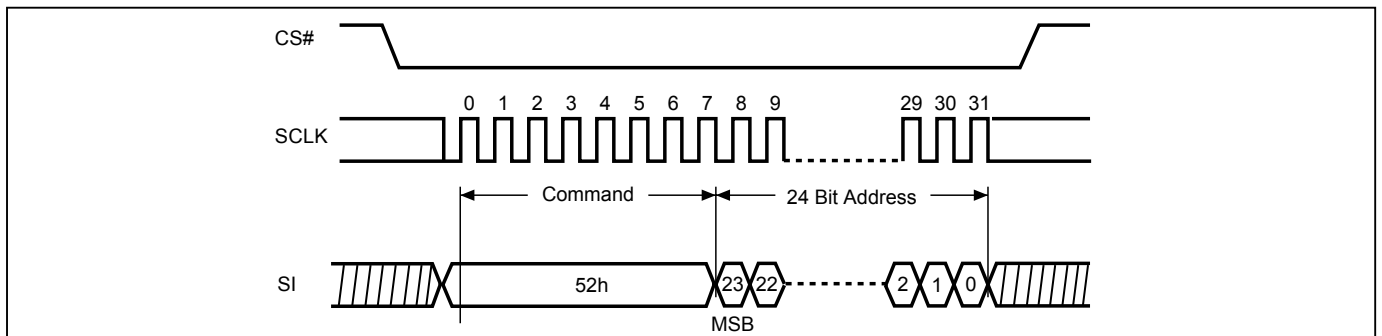 CS#
0 1 2 3 4 5 6 7 8 9 29 30 31
SCLK
Command 24 Bit Address
SI 52h 23 22 2 1 0
MSB